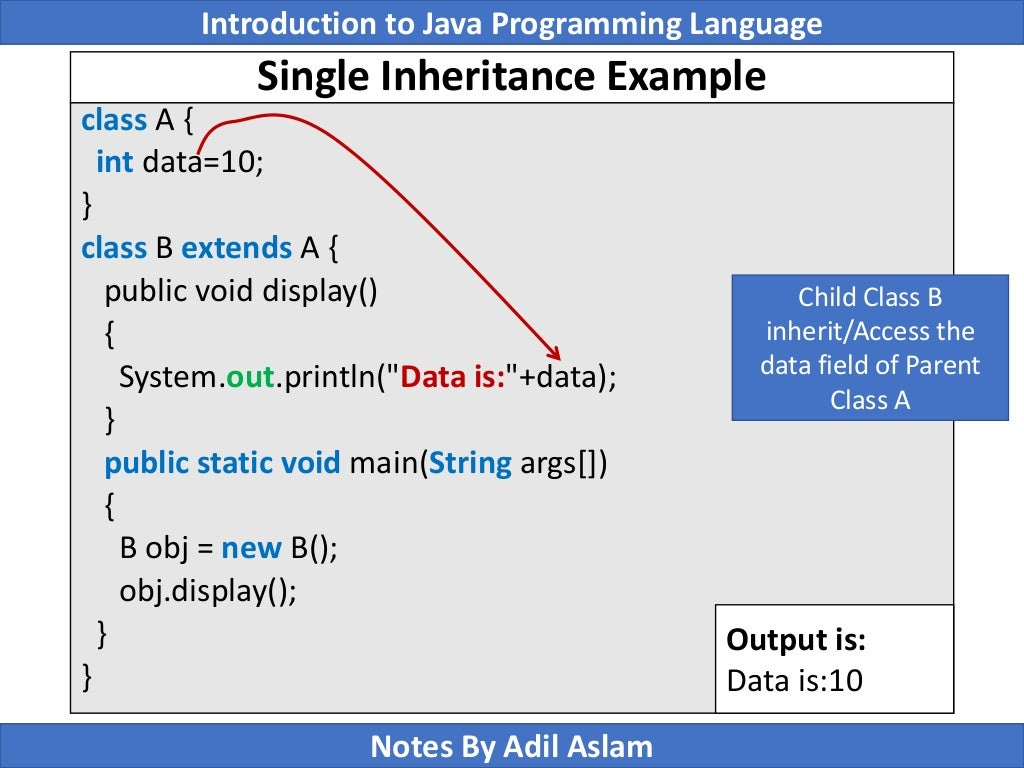 Introduction to Java Programming Language
Single Inheritance Example
class A {
int data=10;
}
class B extends A {
public void display()
{
System.out.println("Data is:"+data);
}
public static void main(String args[])
{
B obj = new B();
obj.display();
}
}
Child Class B
inherit/Access the
data field of Parent
Class A
Output is:
Data is:10
Notes By Adil Aslam